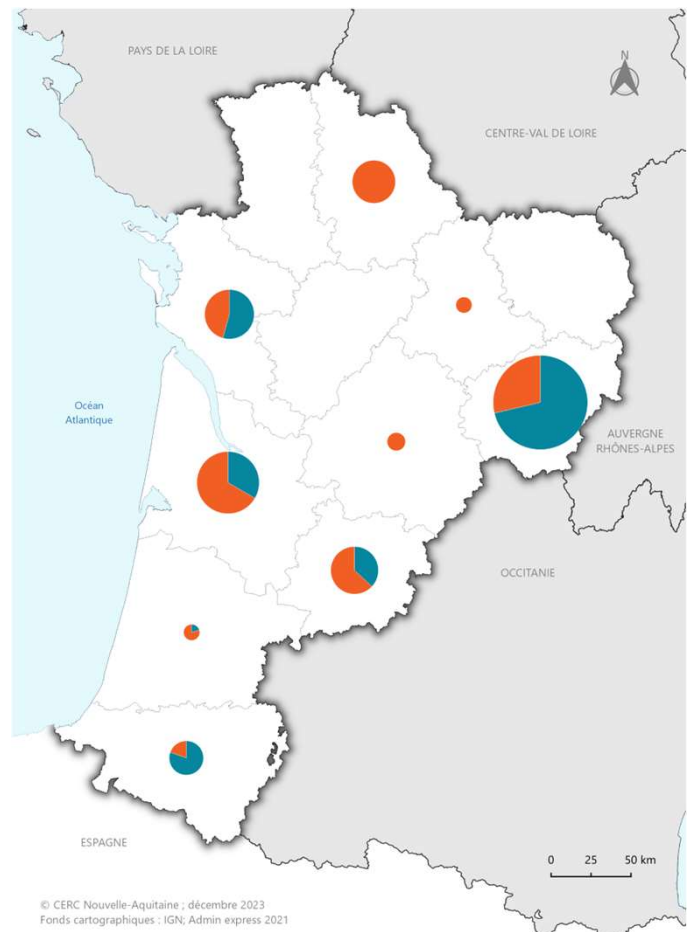 PAYS DE LA LOIRE
N
CENTRE-VAL DE LOIRE
Océan
Atlantique
AUVERGNE
RHÔNES-ALPES
OCCITANIE
ESPAGNE
0 25 50 km
© CERC Nouvelle-Aquitaine ; décembre 2023
Fonds cartographiques : IGN; Admin express 2021